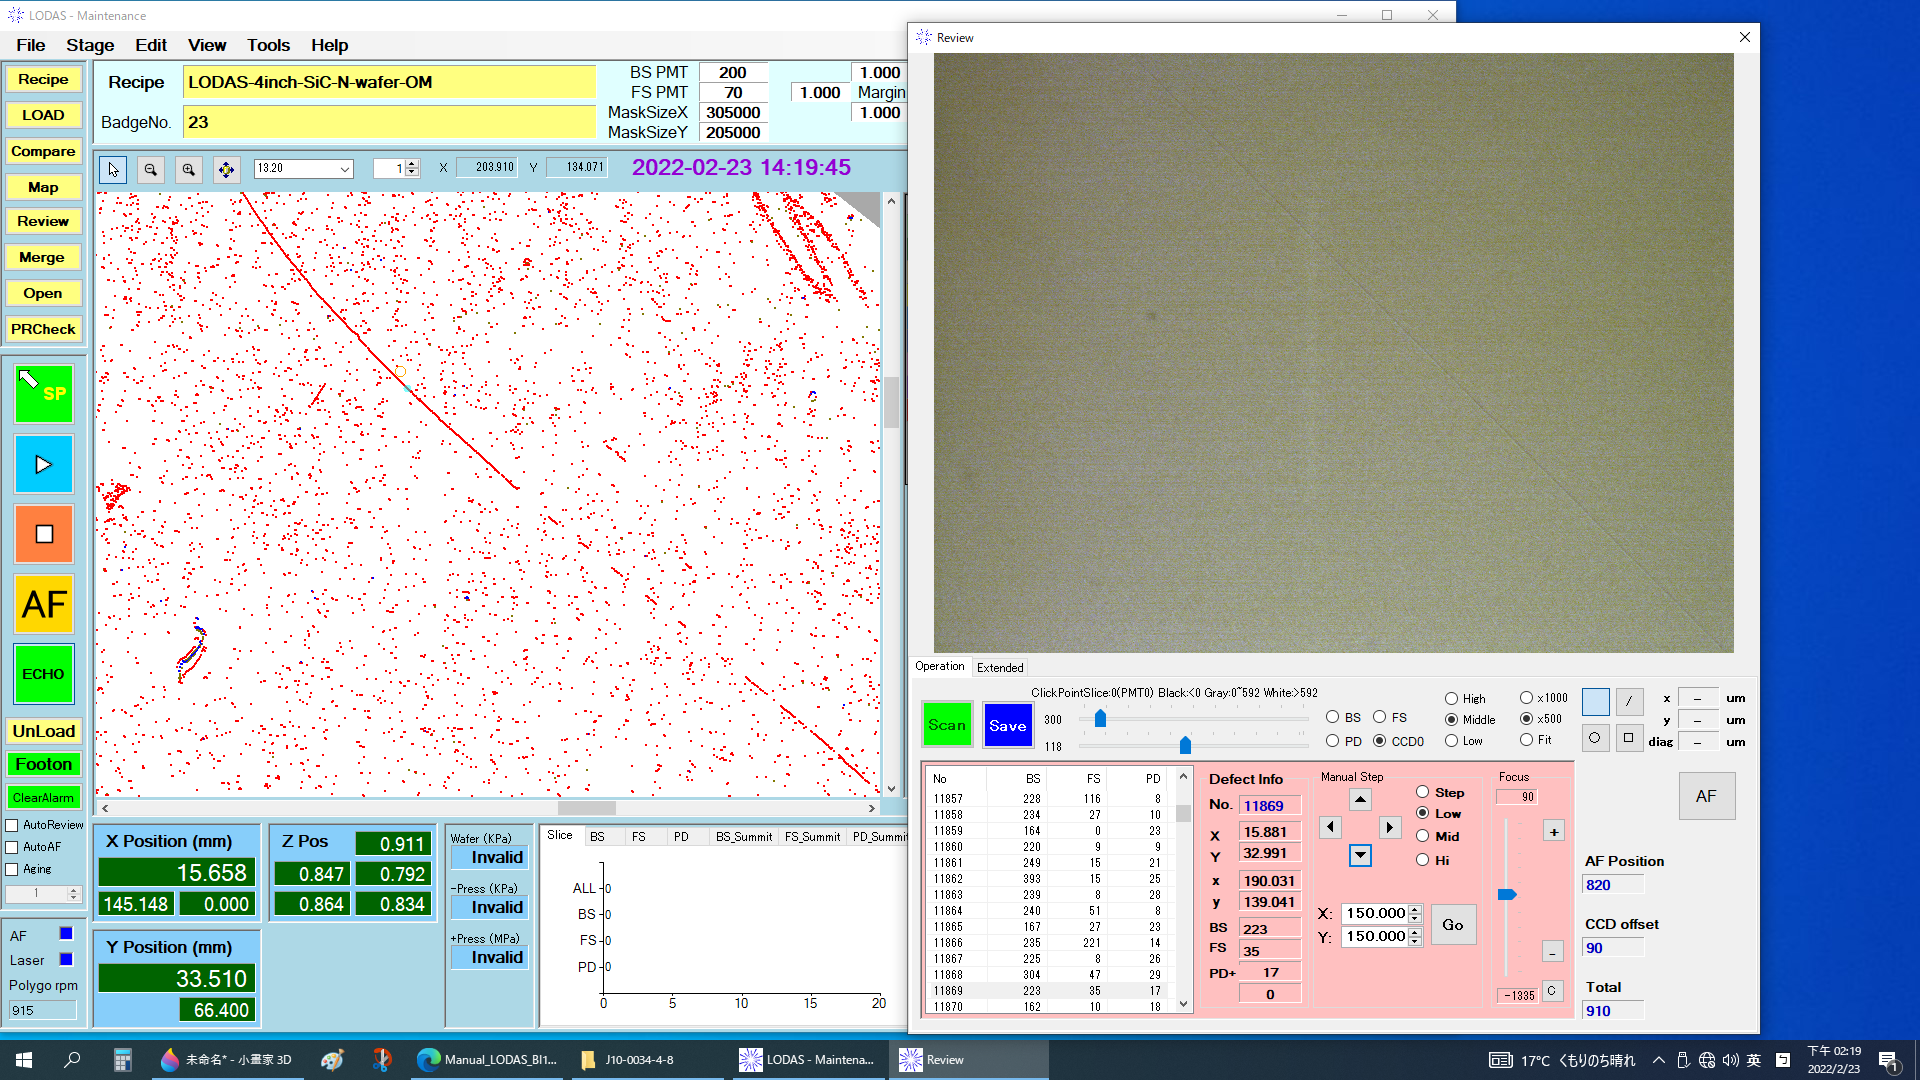 LODAS - Maintenance
File Stage Edit View Tools Help
Recipe
LOAD
Compare
Map
Review
Merge
Open
PRCheck
SP
AF
ECHO
UnLoad
Footon
ClearAlarm
AutoReview
AutoAF
Aging
1
AF
Laser
Polygo rpm
915
Recipe LODAS-4inch-SiC-N-wafer-OM
BadgeNo. 23
BS PMT 200
FS PMT 70
MaskSizeX 305000
MaskSizeY 205000
1.000
1.000 Margin
1.000
13.20 1 X 203.910 Y 134.071 2022-02-23 14:19:45
X Position (mm)
15.658
145.148 0.000
Y Position (mm)
33.510
66.400
Z Pos 0.911
0.847 0.792
0.864 0.834
Wafer (KPa)
Invalid
-Press (KPa)
Invalid
+Press (MPa)
Invalid
Slice BS FS PD BS_Summit FS_Summit PD_Summit
ALL 0
BS 0
FS 0
PD 0
0 5 10 15 20
Review
Operation Extended
ClickPointSlice:0(PMT0) Black:<0 Gray:0~592 White:>592
Scan Save
300
118
BS FS
PD CCD0
High
Middle
Low
x1000
x500
Fit
x - um
y - um
diag - um
No BS FS PD
11857 228 116 8
11858 234 27 10
11859 164 0 23
11860 220 9 9
11861 249 15 21
11862 393 15 25
11863 239 8 28
11864 240 51 8
11865 167 27 23
11866 235 221 14
11867 225 8 26
11868 304 47 29
11869 223 35 17
11870 162 10 18
Defect Info
No. 11869
X 15.881
Y 32.991
x 190.031
y 139.041
BS 223
FS 35
PD+ 17
0
Manual Step
Step
Low
Mid
Hi
X: 150.000
Y: 150.000
Go
Focus
90
+
-
-1335 C
AF
AF Position
820
CCD offset
90
Total
910
未命名* - 小畫家 3D
Manual_LODAS_BI1...
J10-0034-4-8
LODAS - Maintena...
Review
17°C くもりのち晴れ
英
下午 02:19
2022/2/23
1